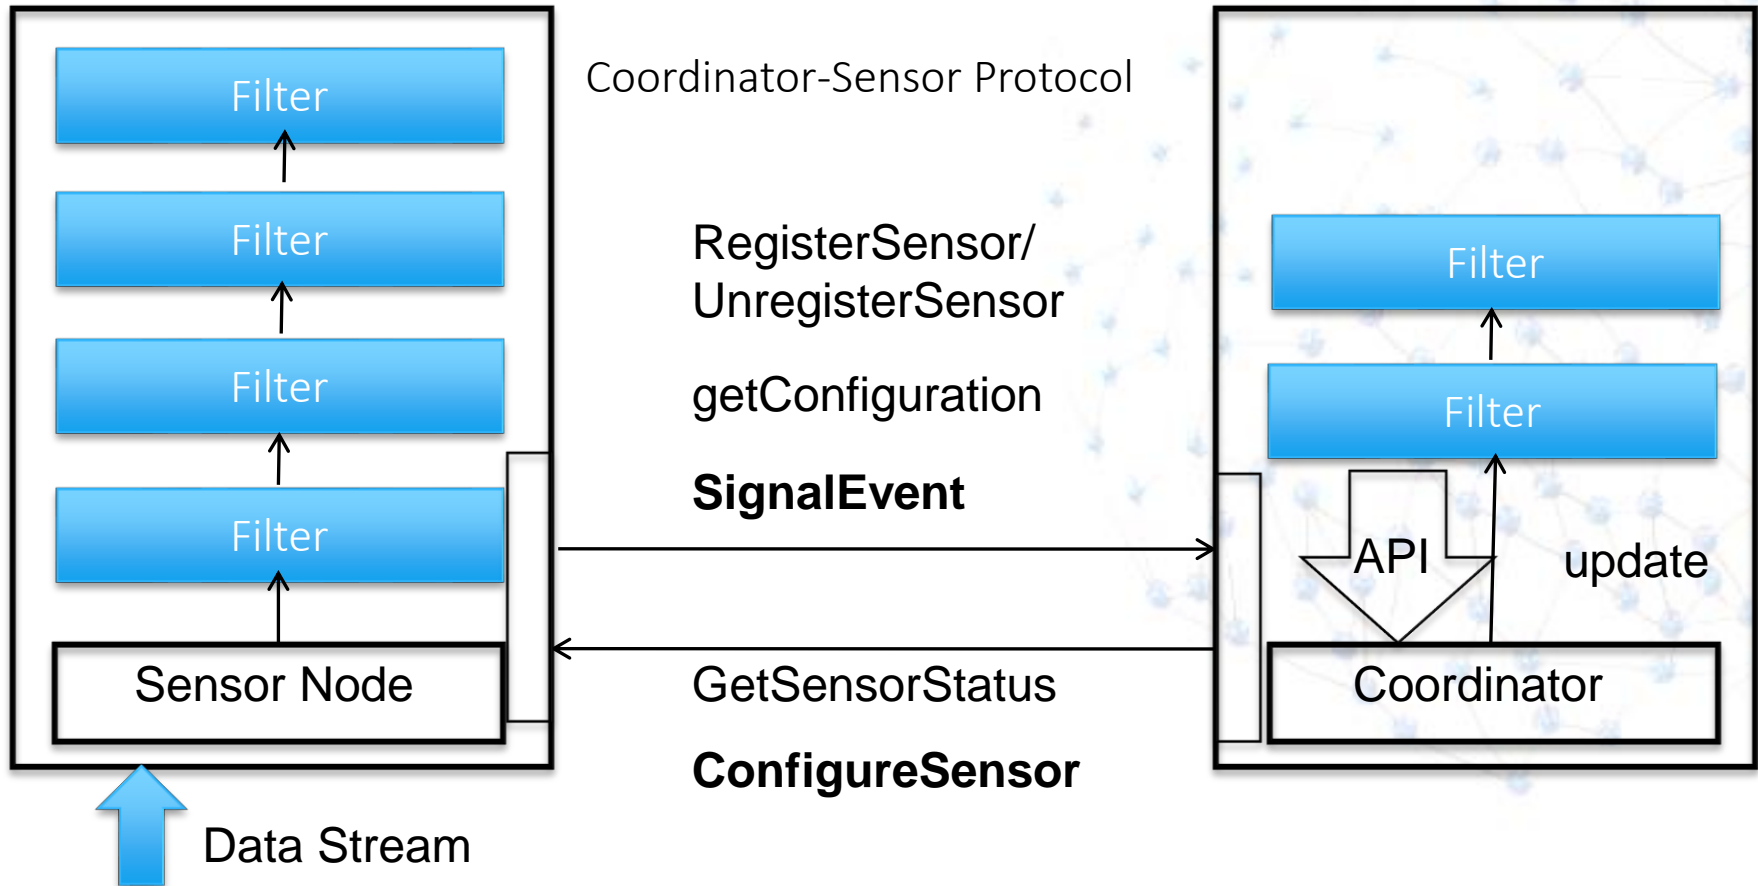 Coordinator-Sensor Protocol
Filter
Filter
Filter
Filter
Sensor Node
Data Stream
RegisterSensor/
UnregisterSensor
getConfiguration
SignalEvent
GetSensorStatus
ConfigureSensor
Filter
Filter
API
update
Coordinator